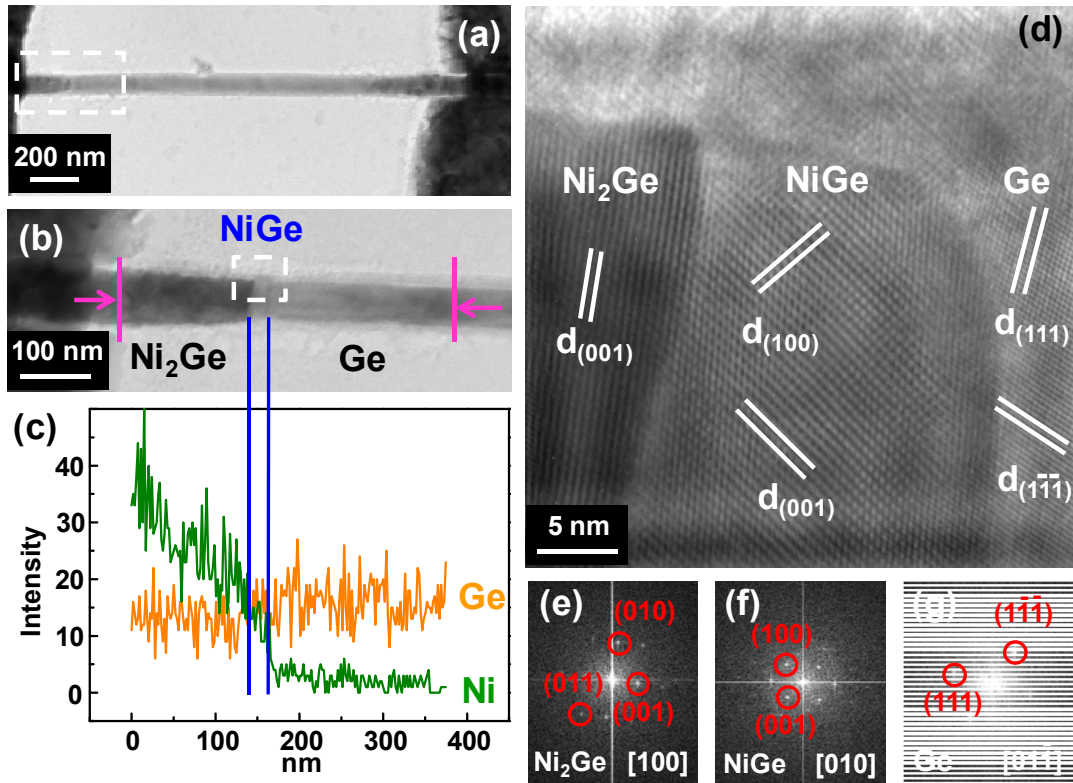 (a)
200 nm
(b)
NiGe
100 nm
Ni₂Ge
Ge
(c)
Intensity
40
30
20
10
0
Ge
Ni
0 100 200 300 400
nm
(d)
Ni₂Ge
NiGe
Ge
d(001)
d(100)
d(111)
d(001)
d(11̅1̅)
5 nm
(e)
(010)
(011)
(001)
Ni₂Ge [100]
(f)
(100)
(001)
NiGe [010]
(g)
(11̅1̅)
(111)
Ge [011̅]